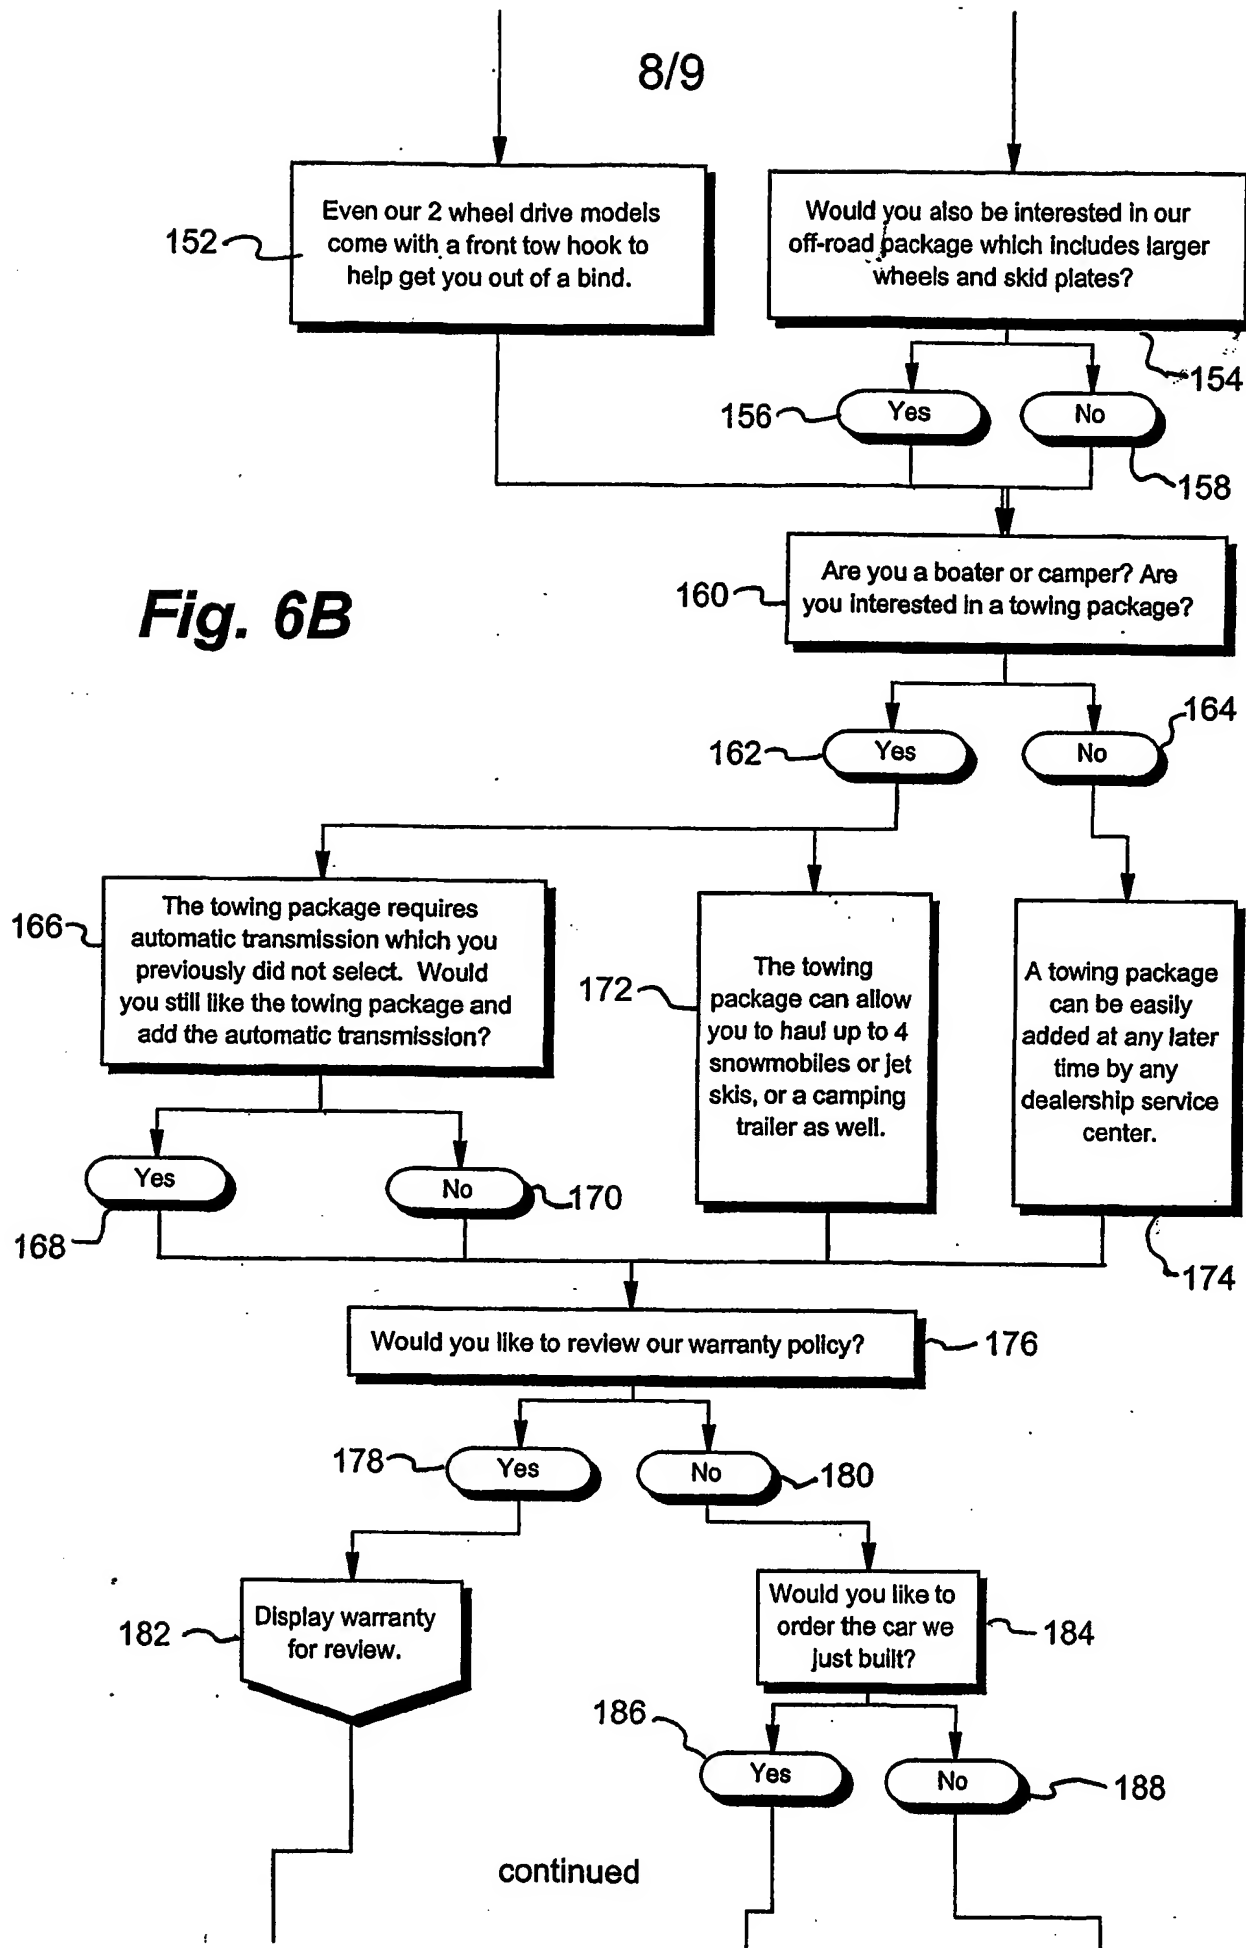 8/9
Even our 2 wheel drive models
come with a front tow hook to
help get you out of a bind.
152
Would you also be interested in our
off-road package which includes larger
wheels and skid plates?
154
156
Yes
No
158
Fig. 6B
160
Are you a boater or camper? Are
you interested in a towing package?
162
Yes
No
164
166
The towing package requires
automatic transmission which you
previously did not select. Would
you still like the towing package and
add the automatic transmission?
172
The towing
package can allow
you to haul up to 4
snowmobiles or jet
skis, or a camping
trailer as well.
A towing package
can be easily
added at any later
time by any
dealership service
center.
174
168
Yes
No
170
Would you like to review our warranty policy?
176
178
Yes
No
180
182
Display warranty
for review.
Would you like to
order the car we
just built?
184
186
Yes
No
188
continued